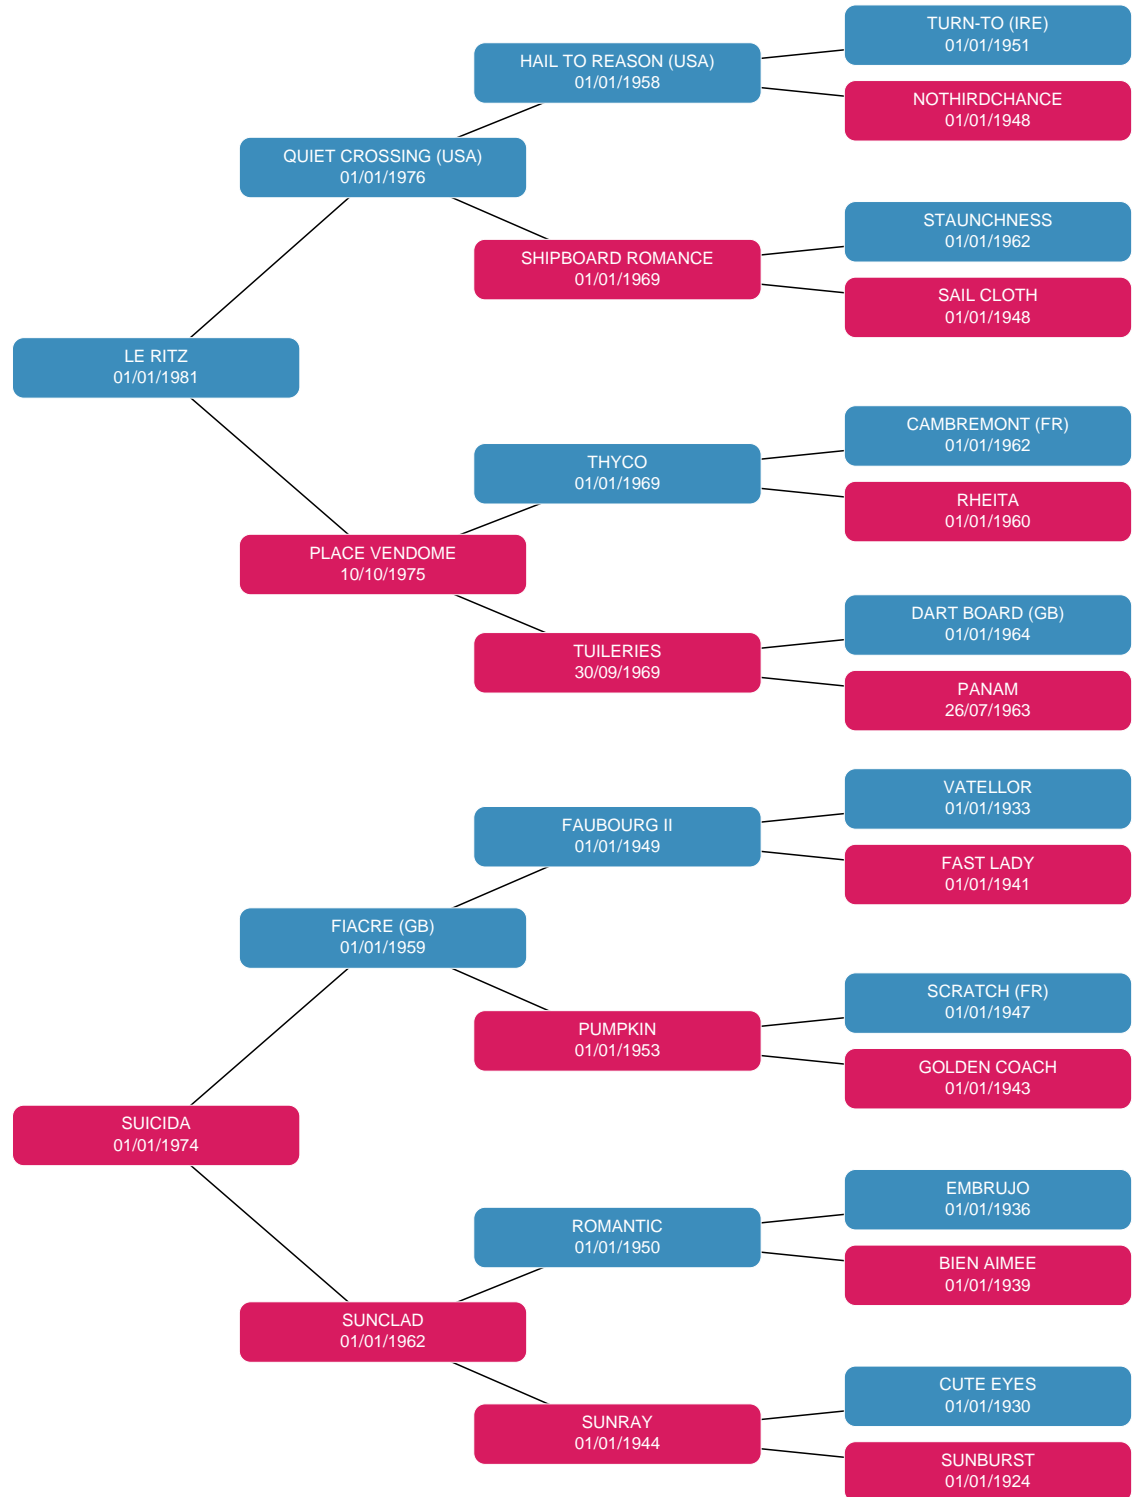 TURN-TO (IRE)
01/01/1951
HAIL TO REASON (USA)
01/01/1958
NOTHIRDCHANCE
01/01/1948
QUIET CROSSING (USA)
01/01/1976
STAUNCHNESS
01/01/1962
SHIPBOARD ROMANCE
01/01/1969
SAIL CLOTH
01/01/1948
LE RITZ
01/01/1981
CAMBREMONT (FR)
01/01/1962
THYCO
01/01/1969
RHEITA
01/01/1960
PLACE VENDOME
10/10/1975
DART BOARD (GB)
01/01/1964
TUILERIES
30/09/1969
PANAM
26/07/1963
VATELLOR
01/01/1933
FAUBOURG II
01/01/1949
FAST LADY
01/01/1941
FIACRE (GB)
01/01/1959
SCRATCH (FR)
01/01/1947
PUMPKIN
01/01/1953
GOLDEN COACH
01/01/1943
SUICIDA
01/01/1974
EMBRUJO
01/01/1936
ROMANTIC
01/01/1950
BIEN AIMEE
01/01/1939
SUNCLAD
01/01/1962
CUTE EYES
01/01/1930
SUNRAY
01/01/1944
SUNBURST
01/01/1924